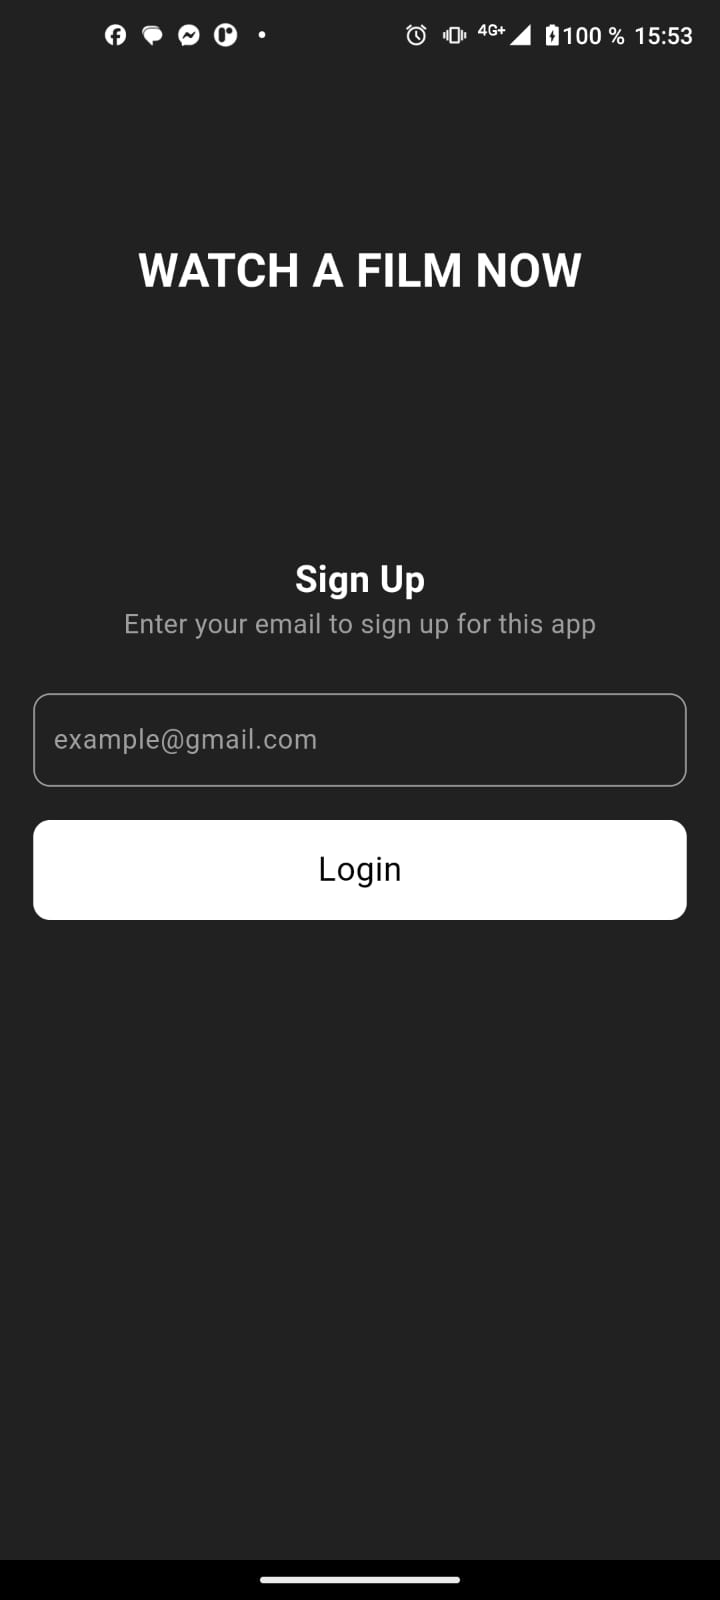 4G+ 100 % 15:53
WATCH A FILM NOW
Sign Up
Enter your email to sign up for this app
example@gmail.com
Login